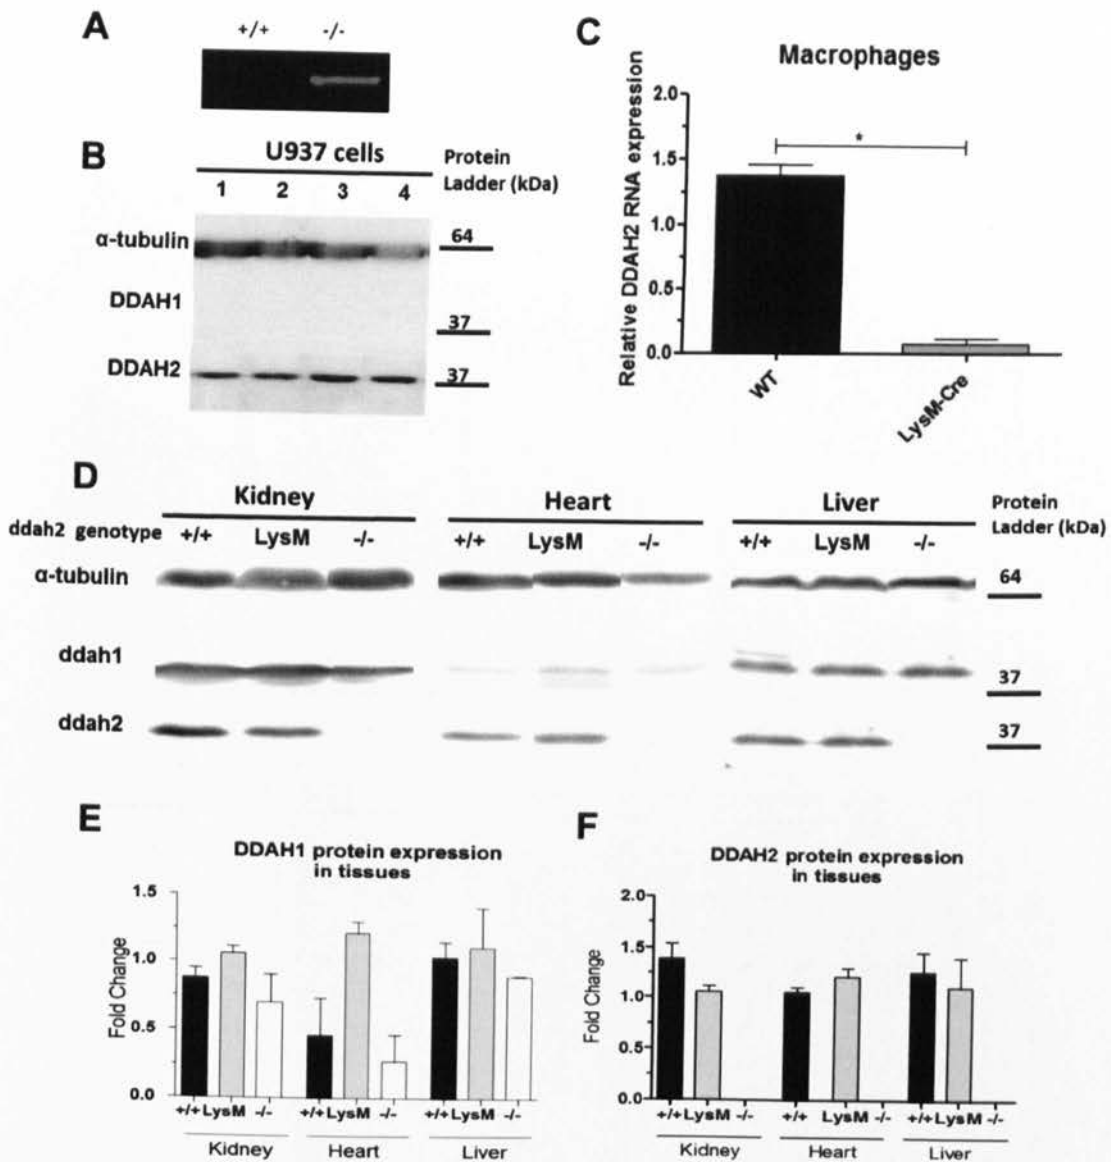 A
+/+ -/-
B
U937 cells
Protein
Ladder (kDa)
1 2 3 4
α-tubulin
64
DDAH1
37
DDAH2
37
C
Macrophages
Relative DDAH2 RNA expression
2.0
1.5
1.0
0.5
0.0
*
WT
LysM-Cre
D
Kidney Heart Liver
Protein
Ladder (kDa)
ddah2 genotype +/+ LysM -/- +/+ LysM -/- +/+ LysM -/-
α-tubulin
64
ddah1
37
ddah2
37
E
DDAH1 protein expression
in tissues
Fold Change
1.5
1.0
0.5
0.0
+/+ LysM -/- +/+ LysM -/- +/+ LysM -/-
Kidney Heart Liver
F
DDAH2 protein expression
in tissues
Fold Change
2.0
1.5
1.0
0.5
0.0
+/+ LysM -/- +/+ LysM -/- +/+ LysM -/-
Kidney Heart Liver